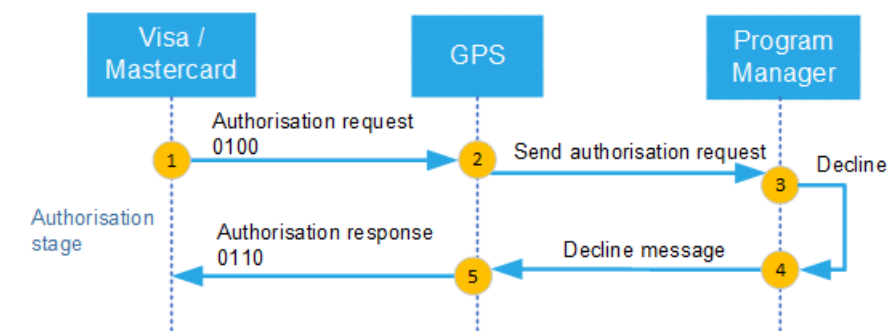 Visa /
Mastercard
GPS
Program
Manager
Authorisation request
0100
1
2
Send authorisation request
3
Decline
Authorisation
stage
Authorisation response
0110
5
Decline message
4